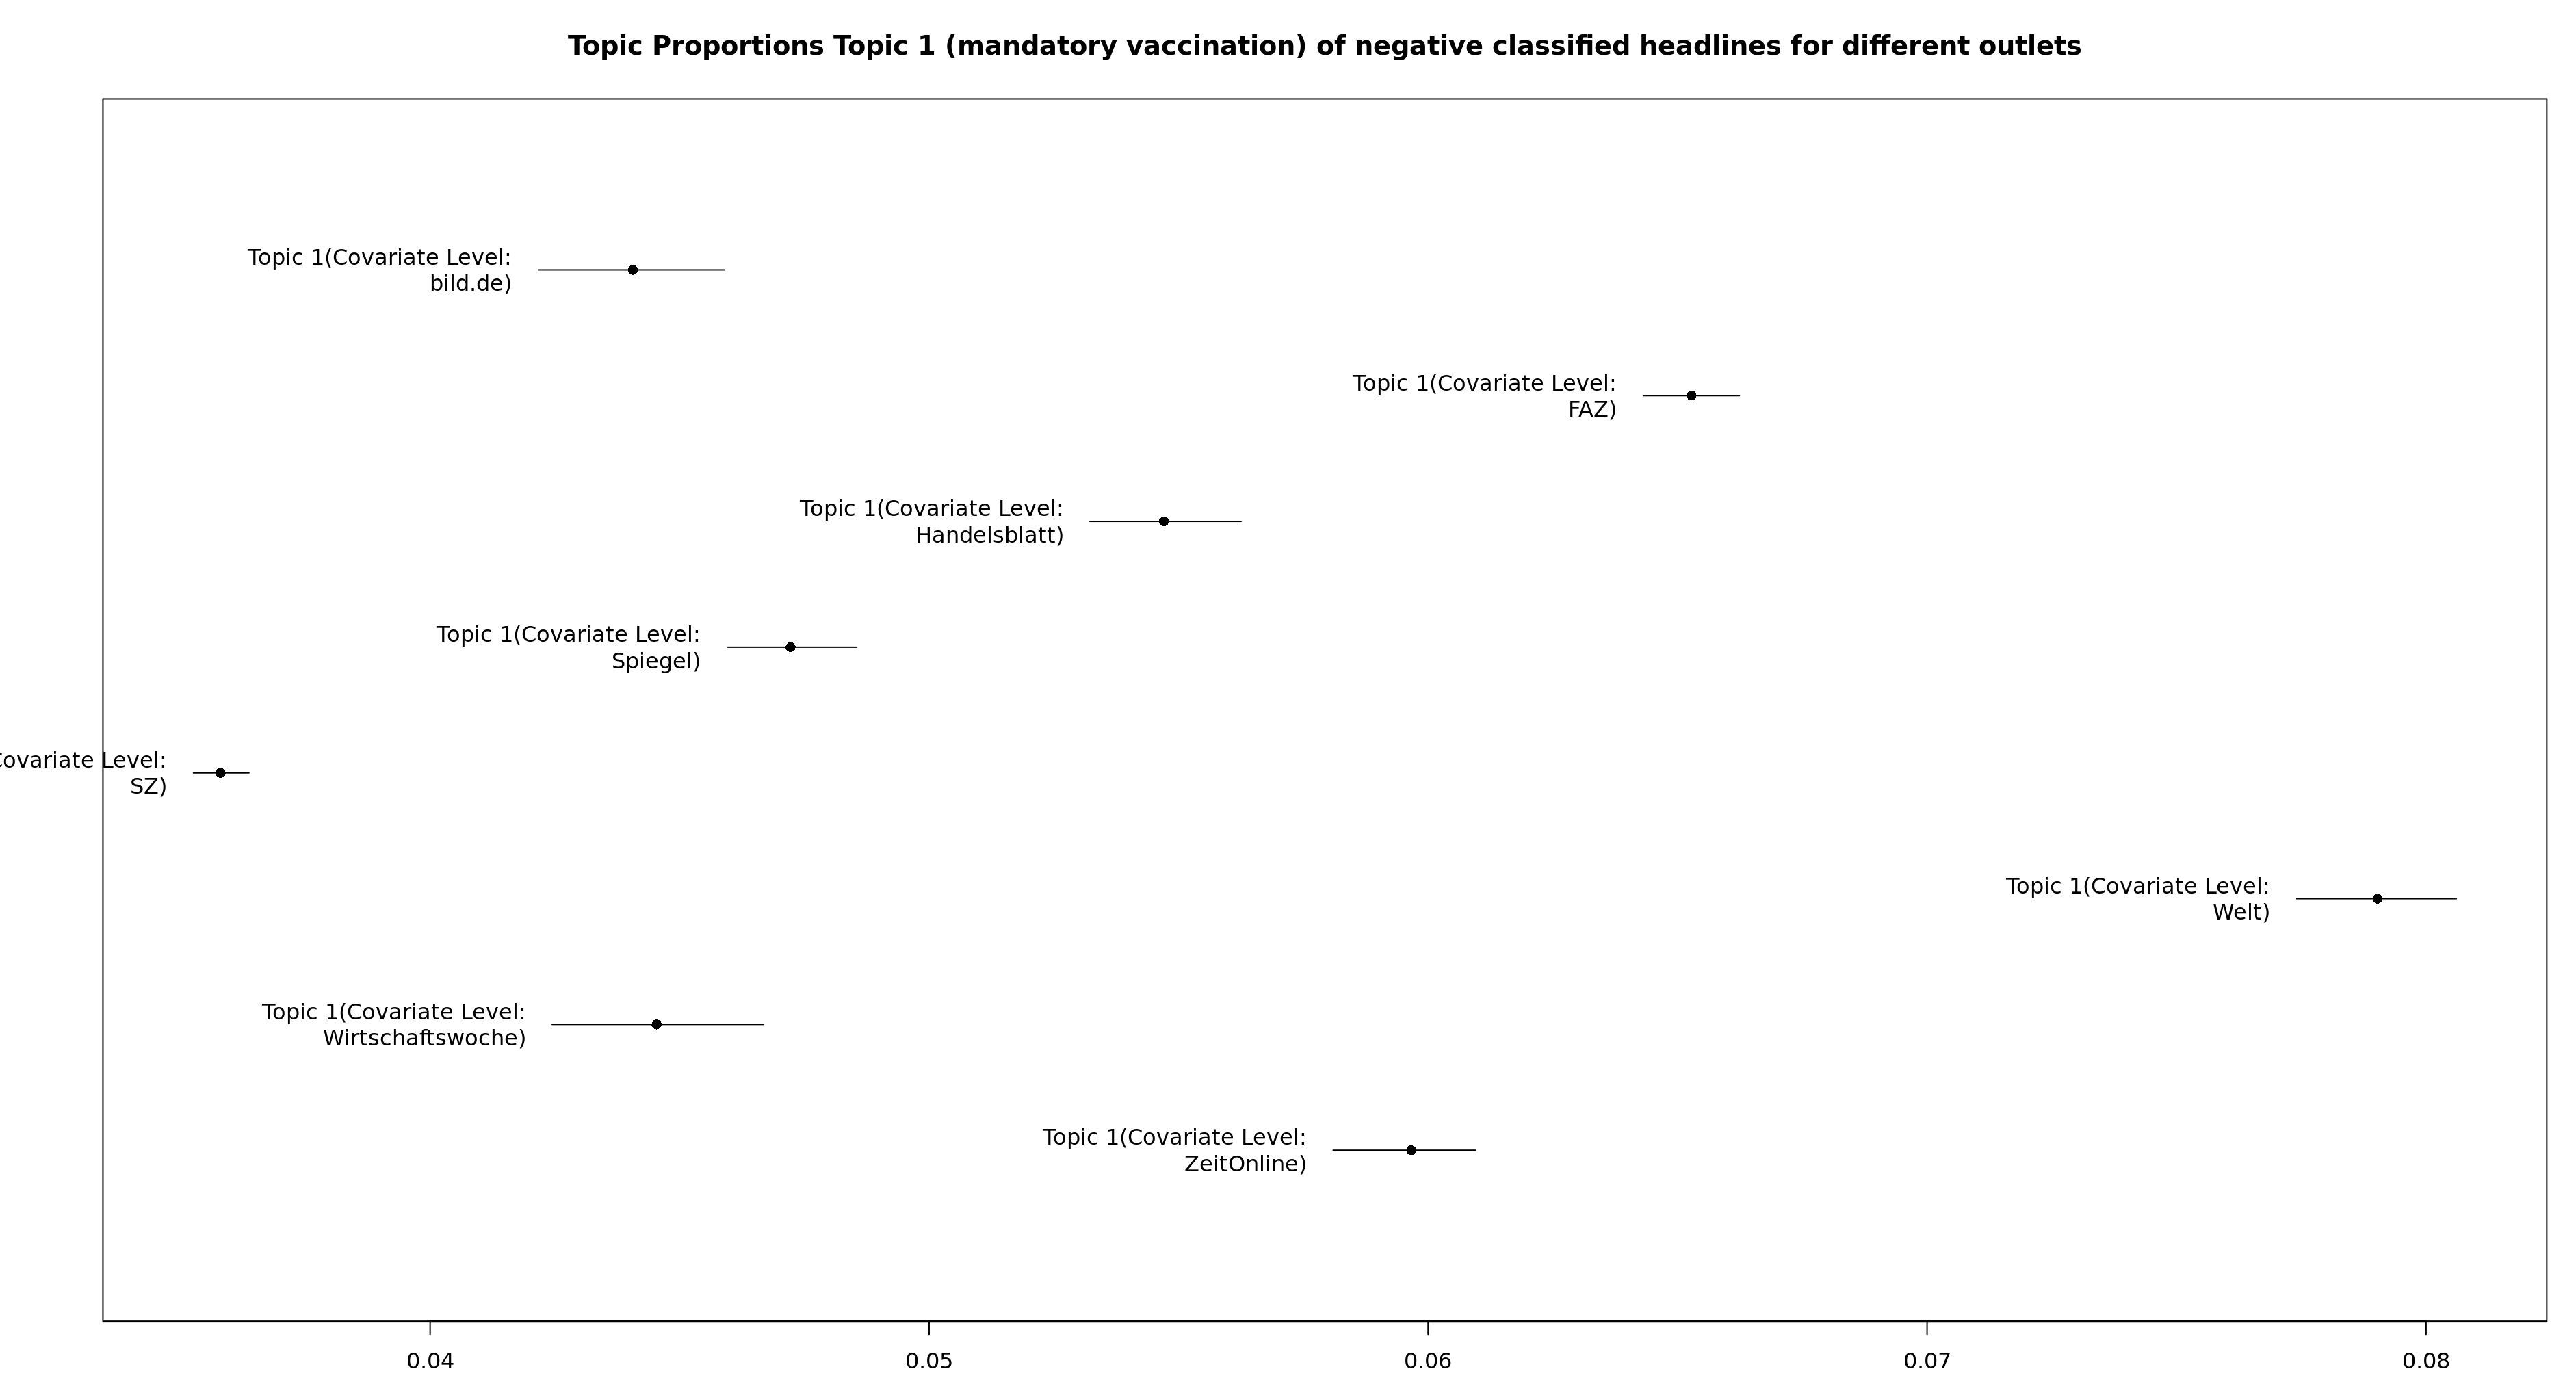 Topic Proportions Topic 1 (mandatory vaccination) of negative classified headlines for different outlets
Topic 1(Covariate Level:
bild.de)
Topic 1(Covariate Level:
FAZ)
Topic 1(Covariate Level:
Handelsblatt)
Topic 1(Covariate Level:
Spiegel)
Covariate Level:
SZ)
Topic 1(Covariate Level:
Welt)
Topic 1(Covariate Level:
Wirtschaftswoche)
Topic 1(Covariate Level:
ZeitOnline)
0.04 0.05 0.06 0.07 0.08